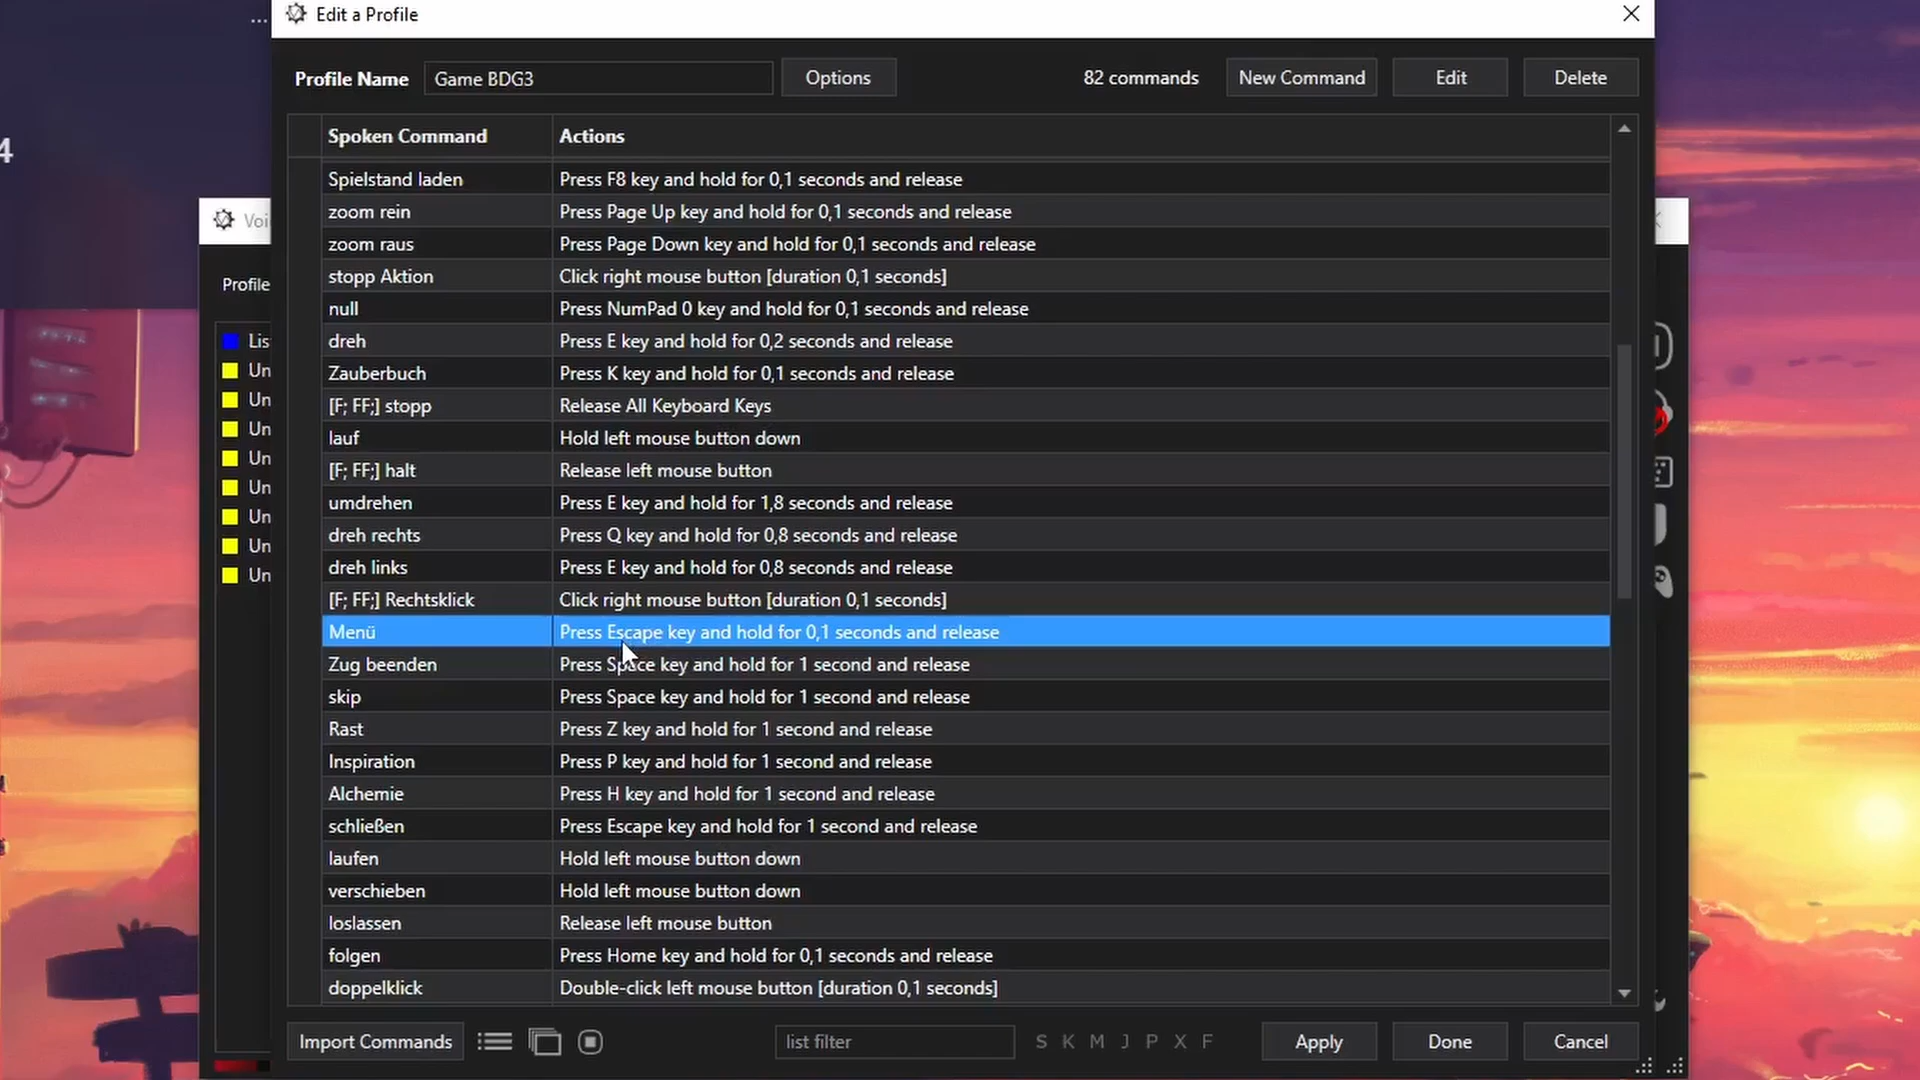 ...
Edit a Profile
Profile Name Game BDG3 Options 82 commands New Command Edit Delete
Spoken Command Actions
4
Spielstand laden Press F8 key and hold for 0,1 seconds and release
zoom rein Press Page Up key and hold for 0,1 seconds and release
Voi
zoom raus Press Page Down key and hold for 0,1 seconds and release
stopp Aktion Click right mouse button [duration 0,1 seconds]
Profile
null Press NumPad 0 key and hold for 0,1 seconds and release
Lis
dreh Press E key and hold for 0,2 seconds and release
Un
Zauberbuch Press K key and hold for 0,1 seconds and release
Un
[F; FF;] stopp Release All Keyboard Keys
Un
lauf Hold left mouse button down
Un
[F; FF;] halt Release left mouse button
Un
umdrehen Press E key and hold for 1,8 seconds and release
Un
dreh rechts Press Q key and hold for 0,8 seconds and release
Un
dreh links Press E key and hold for 0,8 seconds and release
Un
[F; FF;] Rechtsklick Click right mouse button [duration 0,1 seconds]
Menü Press Escape key and hold for 0,1 seconds and release
Zug beenden Press Space key and hold for 1 second and release
skip Press Space key and hold for 1 second and release
Rast Press Z key and hold for 1 second and release
Inspiration Press P key and hold for 1 second and release
Alchemie Press H key and hold for 1 second and release
schließen Press Escape key and hold for 1 second and release
laufen Hold left mouse button down
verschieben Hold left mouse button down
loslassen Release left mouse button
folgen Press Home key and hold for 0,1 seconds and release
doppelklick Double-click left mouse button [duration 0,1 seconds]
Import Commands list filter S K M J P X F Apply Done Cancel